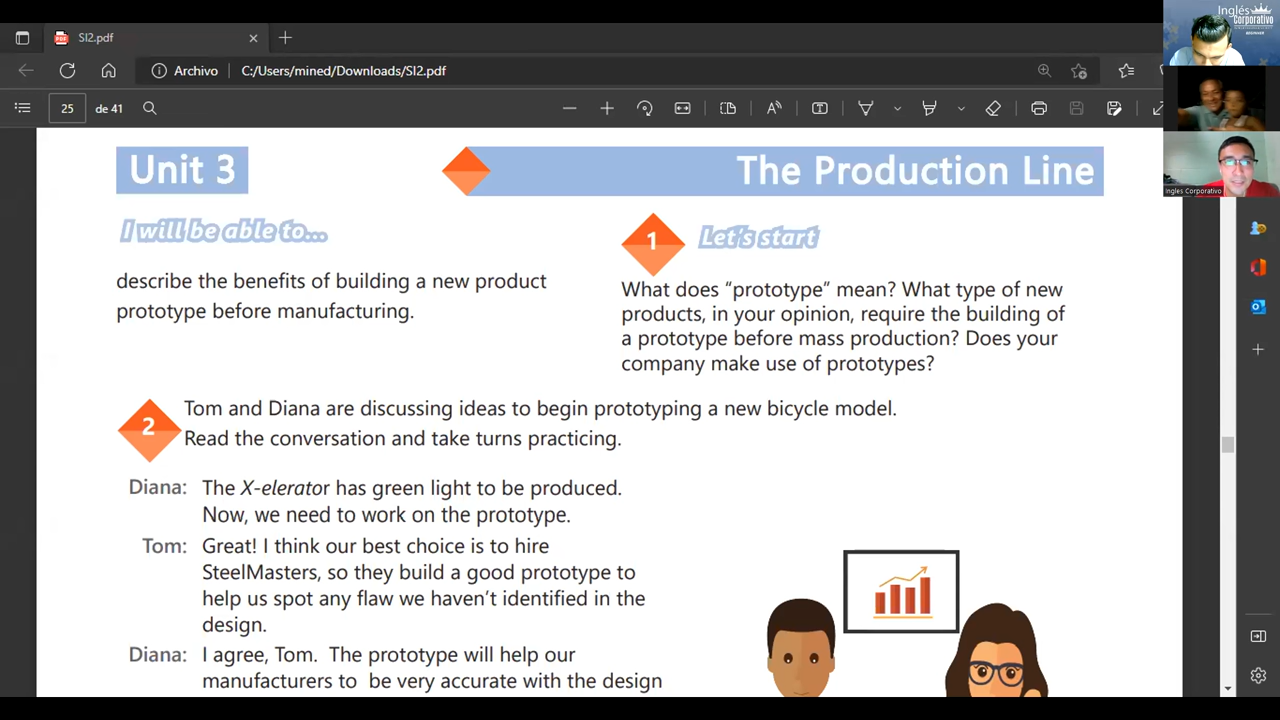 SI2.pdf
Archivo C:/Users/mined/Downloads/SI2.pdf
25 de 41
Unit 3
The Production Line
I will be able to...
describe the benefits of building a new product
prototype before manufacturing.
1 Let's start
What does “prototype” mean? What type of new
products, in your opinion, require the building of
a prototype before mass production? Does your
company make use of prototypes?
2 Tom and Diana are discussing ideas to begin prototyping a new bicycle model.
Read the conversation and take turns practicing.
Diana: The X-elerator has green light to be produced.
Now, we need to work on the prototype.
Tom: Great! I think our best choice is to hire
SteelMasters, so they build a good prototype to
help us spot any flaw we haven't identified in the
design.
Diana: I agree, Tom. The prototype will help our
manufacturers to be very accurate with the design
Inglés
Corporativo
BEGINNER
Ingles Corporativo